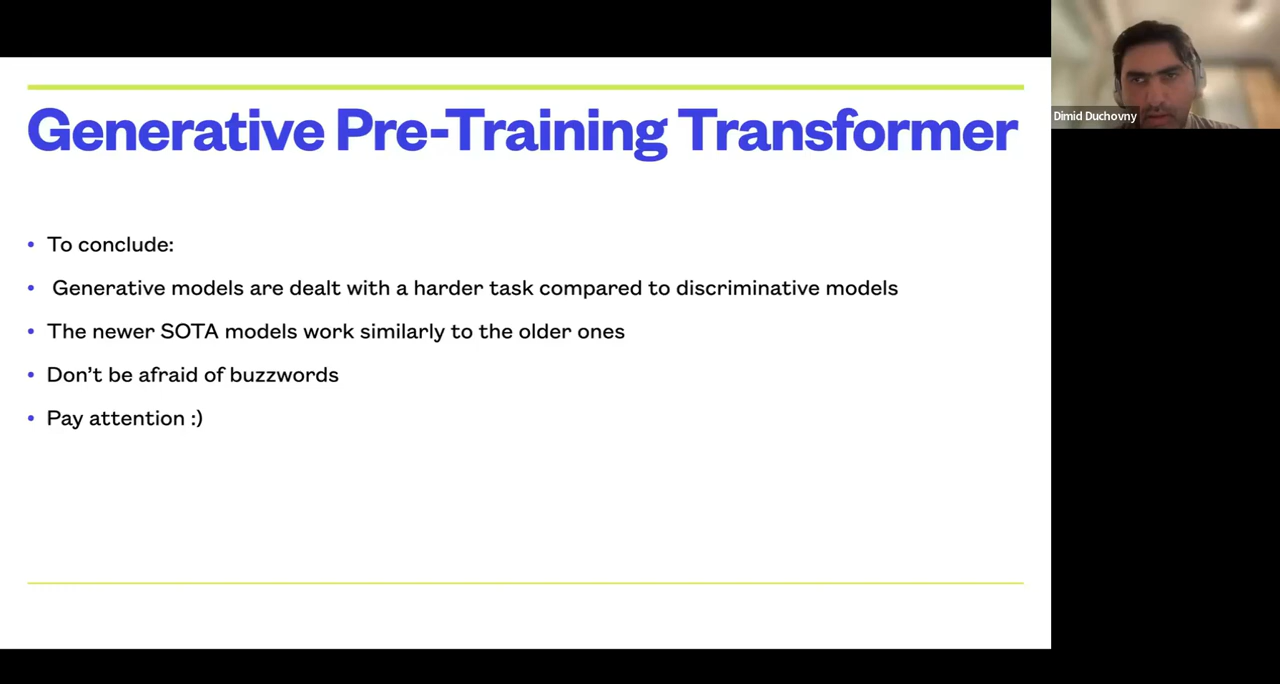 Generative Pre-Training Transformer
• To conclude:
• Generative models are dealt with a harder task compared to discriminative models
• The newer SOTA models work similarly to the older ones
• Don’t be afraid of buzzwords
• Pay attention :)
Dimid Duchovny